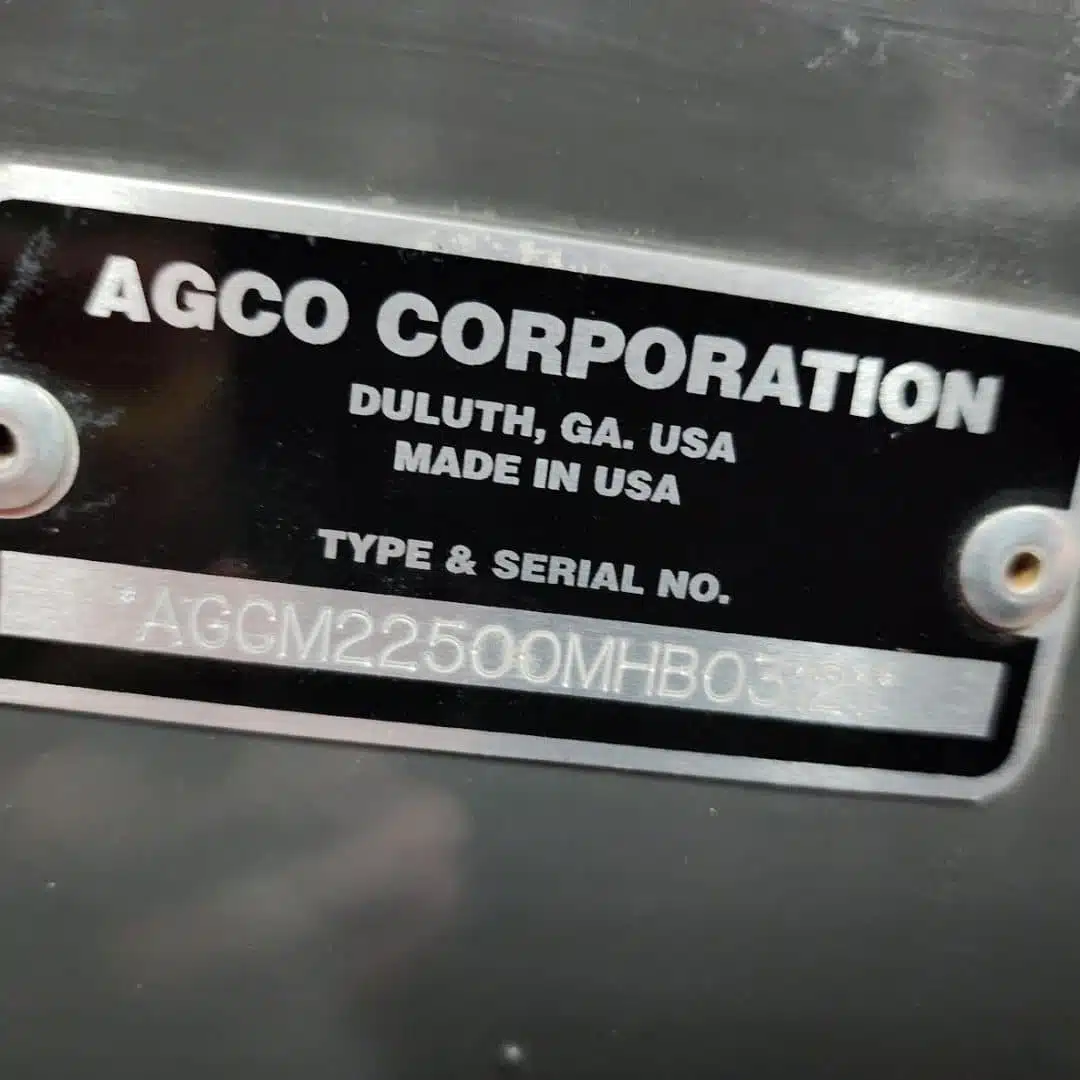 AGCO CORPORATION
DULUTH, GA. USA
MADE IN USA
TYPE & SERIAL NO.